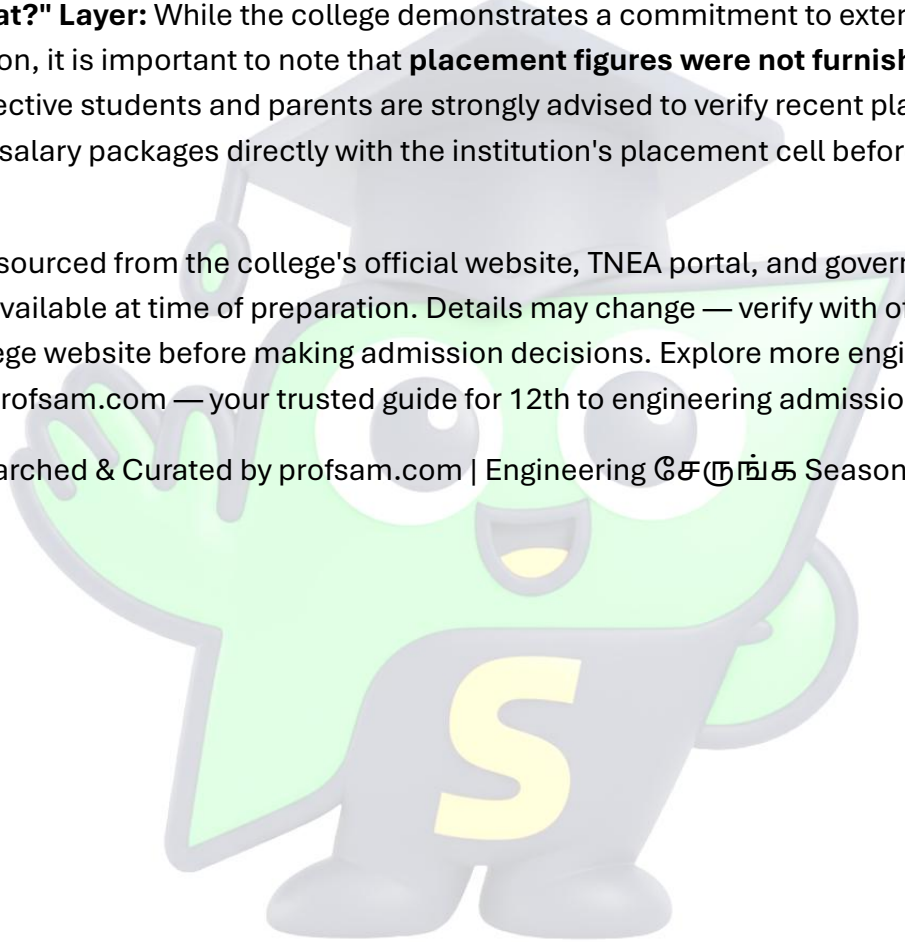 at?" Layer: While the college demonstrates a commitment to exter
on, it is important to note that placement figures were not furnish
ective students and parents are strongly advised to verify recent pla
salary packages directly with the institution's placement cell befor
sourced from the college's official website, TNEA portal, and govern
vailable at time of preparation. Details may change — verify with of
ege website before making admission decisions. Explore more engi
rofsam.com — your trusted guide for 12th to engineering admissio
arched & Curated by profsam.com | Engineering சேருங்க Season
S